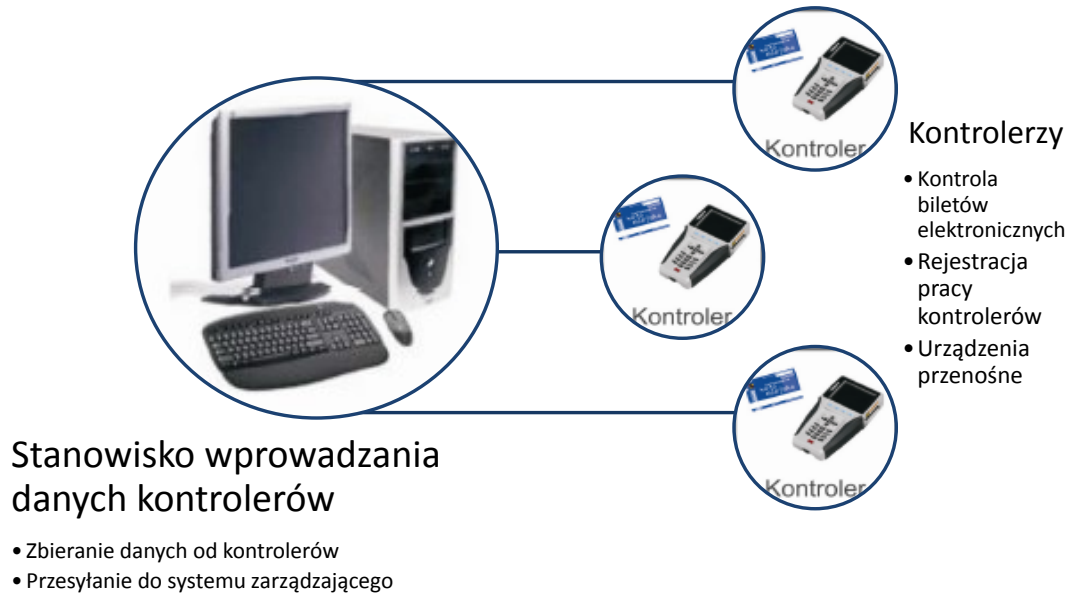 Kontroler
Kontrolerzy
• Kontrola
biletów
elektronicznych
• Rejestracja
pracy
kontrolerów
• Urządzenia
przenośne
Kontroler
Kontroler
Stanowisko wprowadzania
danych kontrolerów
• Zbieranie danych od kontrolerów
• Przesyłanie do systemu zarządzającego